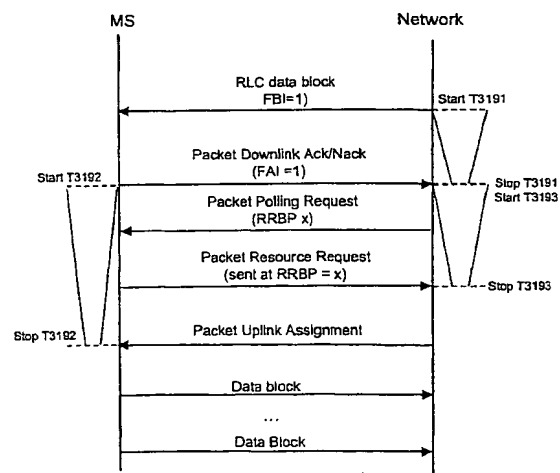 MS
Network
RLC data block
FBI=1)
Start T3191
Packet Downlink Ack/Nack
Start T3192
(FAI =1)
Stop T3191
Packet Polling Request
Start T3193
(RRBP x)
Packet Resource Request
(sent at RRBP = x)
Stop T3193
Packet Uplink Assignment
Stop T3192
Data block
...
Data Block